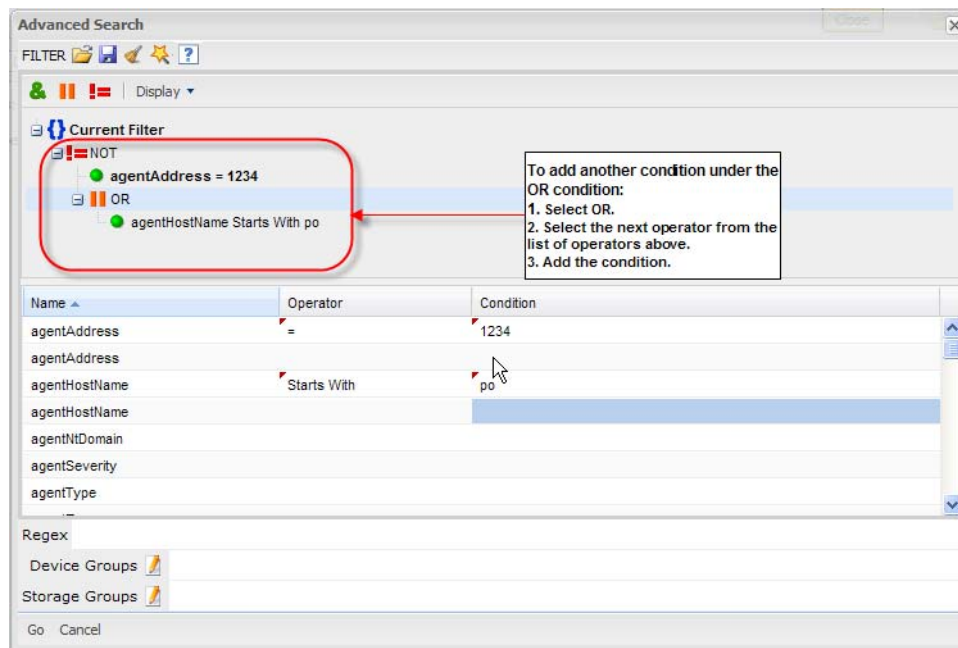 Advanced Search
Close
FILTER
Display
{} Current Filter
!= NOT
agentAddress = 1234
OR
agentHostName Starts With po
To add another condition under the
OR condition:
1. Select OR.
2. Select the next operator from the
list of operators above.
3. Add the condition.
Name Operator Condition
agentAddress = 1234
agentAddress
agentHostName Starts With po
agentHostName
agentNtDomain
agentSeverity
agentType
Regex
Device Groups
Storage Groups
Go Cancel